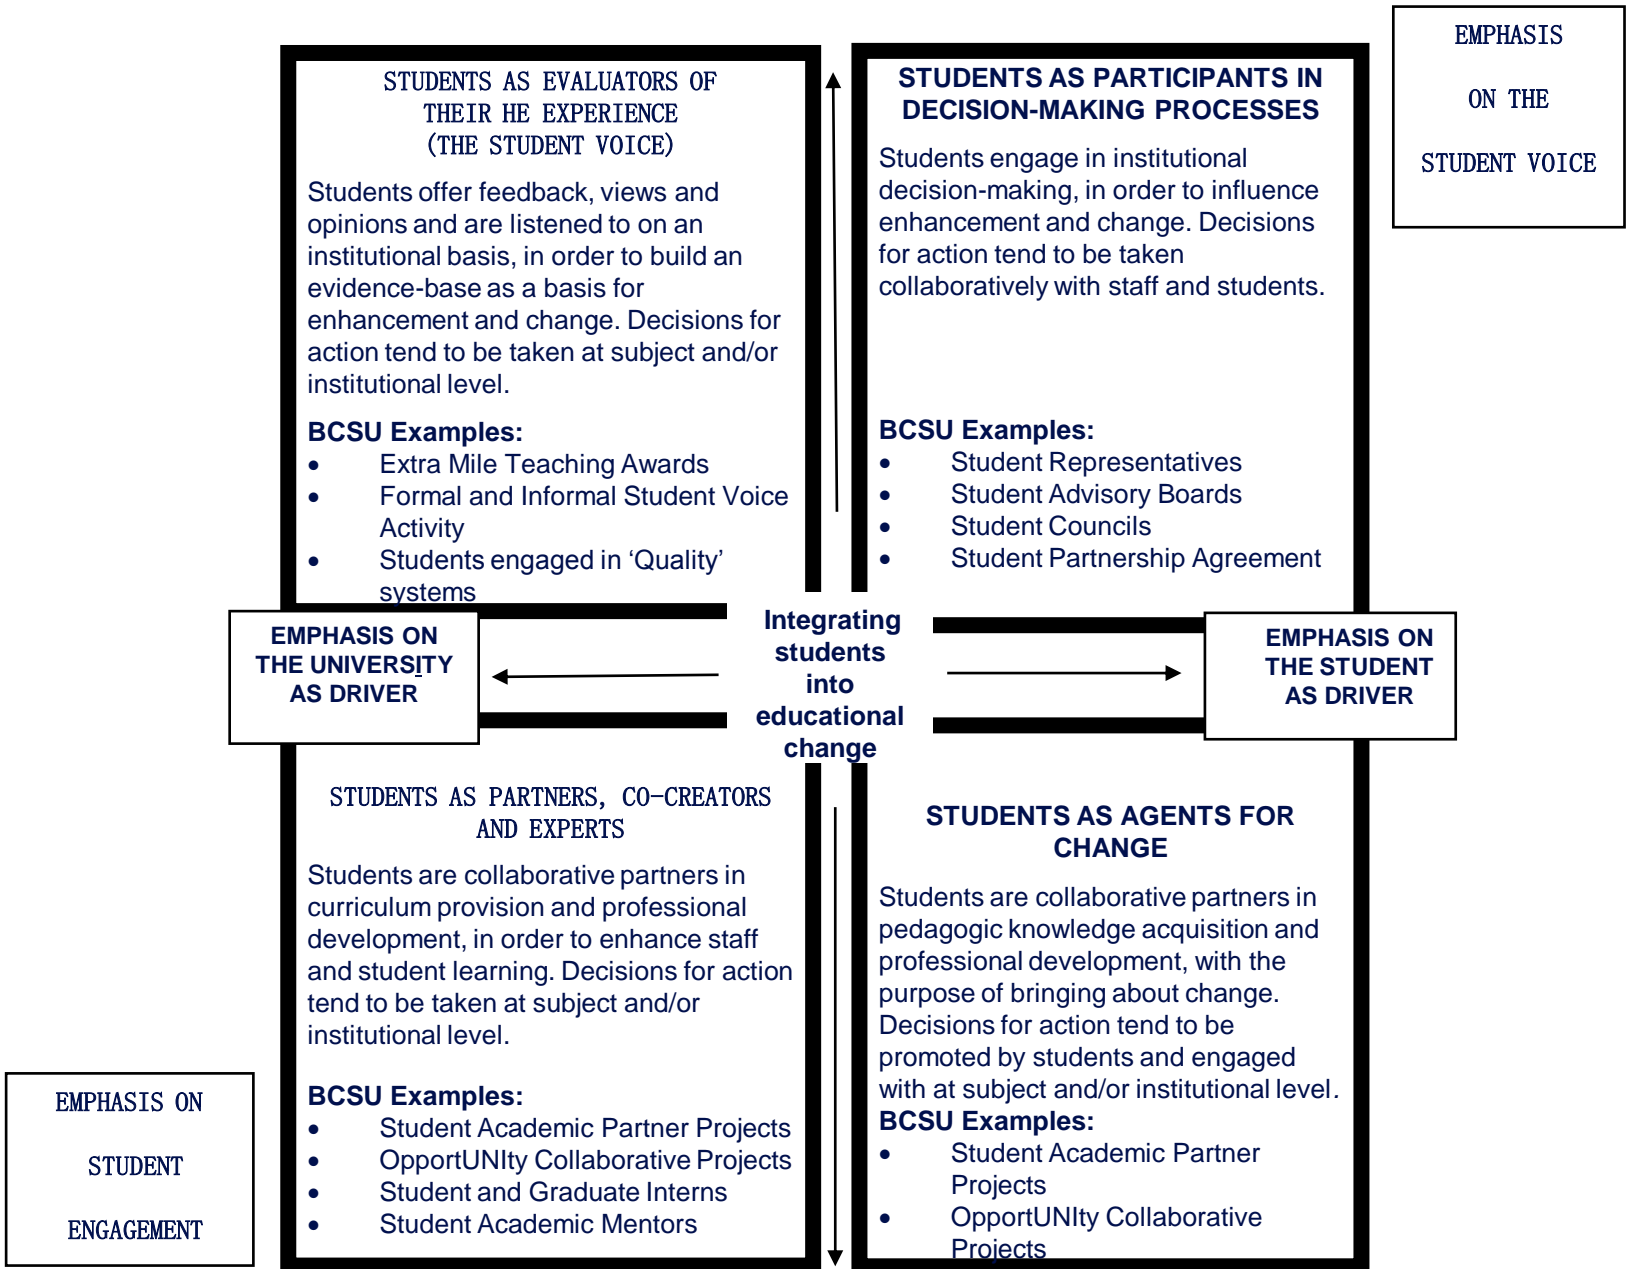 EMPHASIS
ON THE
STUDENT VOICE
STUDENTS AS EVALUATORS OF
THEIR HE EXPERIENCE
(THE STUDENT VOICE)
Students offer feedback, views and
opinions and are listened to on an
institutional basis, in order to build an
evidence-base as a basis for
enhancement and change. Decisions for
action tend to be taken at subject and/or
institutional level.
BCSU Examples:
• Extra Mile Teaching Awards
• Formal and Informal Student Voice
Activity
• Students engaged in ‘Quality’
systems
STUDENTS AS PARTICIPANTS IN
DECISION-MAKING PROCESSES
Students engage in institutional
decision-making, in order to influence
enhancement and change. Decisions
for action tend to be taken
collaboratively with staff and students.
BCSU Examples:
• Student Representatives
• Student Advisory Boards
• Student Councils
• Student Partnership Agreement
EMPHASIS ON
THE UNIVERSITY
AS DRIVER
Integrating
students
into
educational
change
EMPHASIS ON
THE STUDENT
AS DRIVER
STUDENTS AS PARTNERS, CO-CREATORS
AND EXPERTS
Students are collaborative partners in
curriculum provision and professional
development, in order to enhance staff
and student learning. Decisions for action
tend to be taken at subject and/or
institutional level.
BCSU Examples:
• Student Academic Partner Projects
• OpportUNIty Collaborative Projects
• Student and Graduate Interns
• Student Academic Mentors
STUDENTS AS AGENTS FOR
CHANGE
Students are collaborative partners in
pedagogic knowledge acquisition and
professional development, with the
purpose of bringing about change.
Decisions for action tend to be
promoted by students and engaged
with at subject and/or institutional level.
BCSU Examples:
• Student Academic Partner
Projects
• OpportUNIty Collaborative
Projects
EMPHASIS ON
STUDENT
ENGAGEMENT